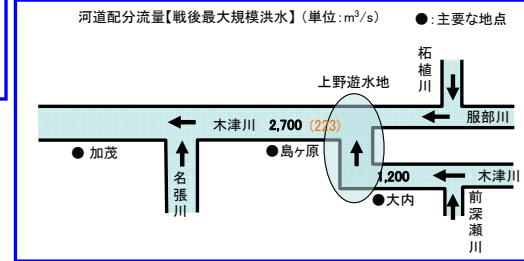 河道配分流量【戦後最大規模洪水】(単位:m³/s)
●:主要な地点
柘植川
上野遊水地
木津川
2,700 (223)
服部川
●加茂
●島ヶ原
名張川
1,200
木津川
●大内
前深瀬川